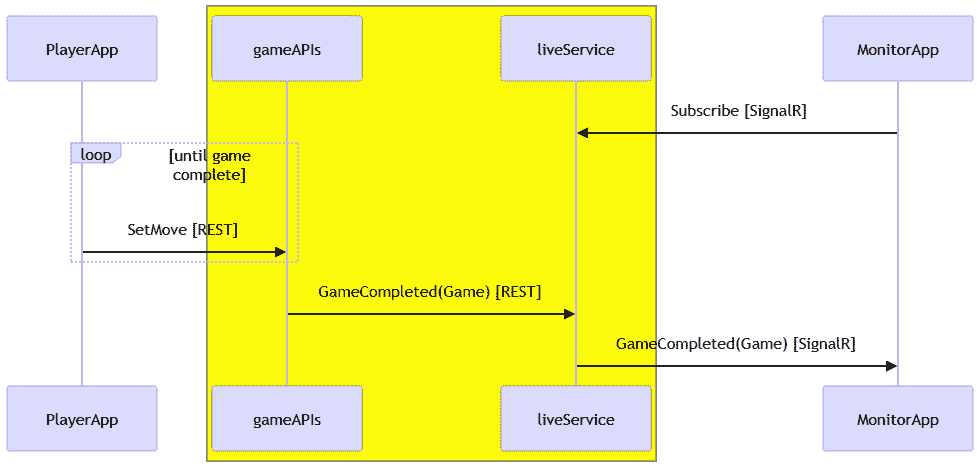 PlayerApp
gameAPIs
liveService
MonitorApp
Subscribe [SignalR]
loop
[until game
complete]
SetMove [REST]
GameCompleted(Game) [REST]
GameCompleted(Game) [SignalR]
PlayerApp
gameAPIs
liveService
MonitorApp